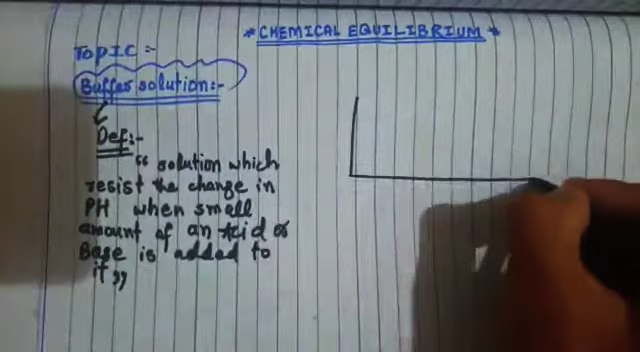 * CHEMICAL EQUILIBRIUM *
TOPIC :-
Buffer solution:-
Def:-
" solution which
resist the change in
PH when small
amount of an Acid or
Base is added to
it "